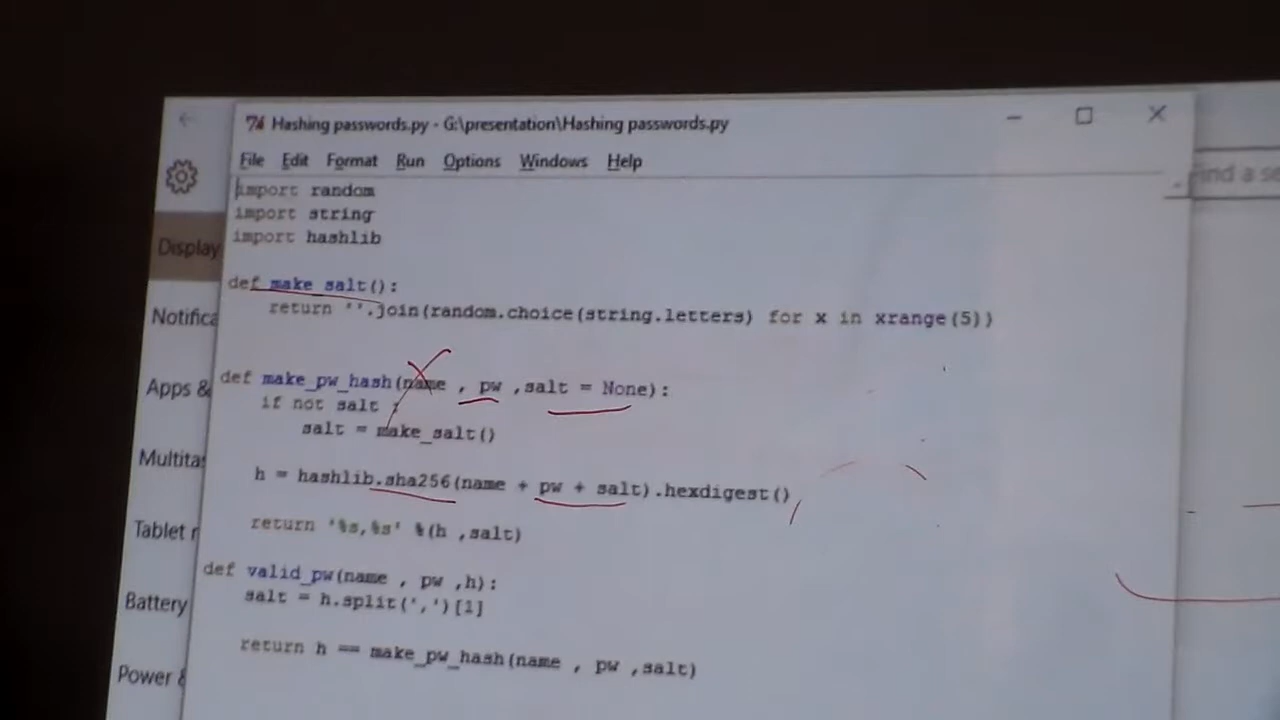 Hashing passwords.py - G:\presentation\Hashing passwords.py
File Edit Format Run Options Windows Help
import random
import string
import hashlib
def make_salt():
return ''.join(random.choice(string.letters) for x in xrange(5))
def make_pw_hash(name , pw ,salt = None):
if not salt :
salt = make_salt()
h = hashlib.sha256(name + pw + salt).hexdigest()
return '%s,%s' %(h ,salt)
def valid_pw(name , pw ,h):
salt = h.split(',')[1]
return h == make_pw_hash(name , pw ,salt)
Display
Notifica
Apps &
Multitas
Tablet
Battery
Power &
ind a se